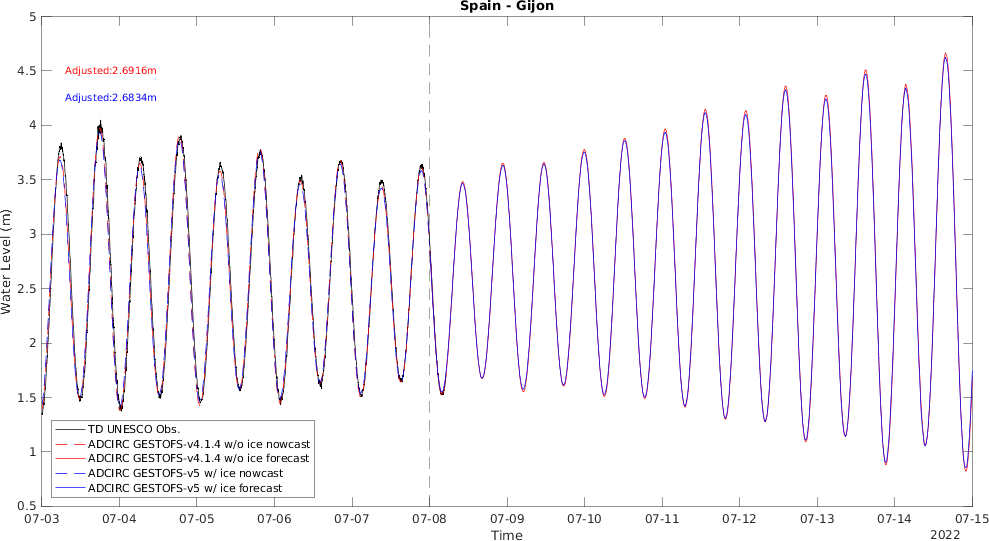 Spain - Gijon
5
4.5
4
3.5
3
2.5
2
1.5
1
0.5
Water Level (m)
Adjusted:2.6916m
Adjusted:2.6834m
TD UNESCO Obs.
ADCIRC GESTOFS-v4.1.4 w/o ice nowcast
ADCIRC GESTOFS-v4.1.4 w/o ice forecast
ADCIRC GESTOFS-v5 w/ ice nowcast
ADCIRC GESTOFS-v5 w/ ice forecast
07-03 07-04 07-05 07-06 07-07 07-08 07-09 07-10 07-11 07-12 07-13 07-14 07-15
Time
2022